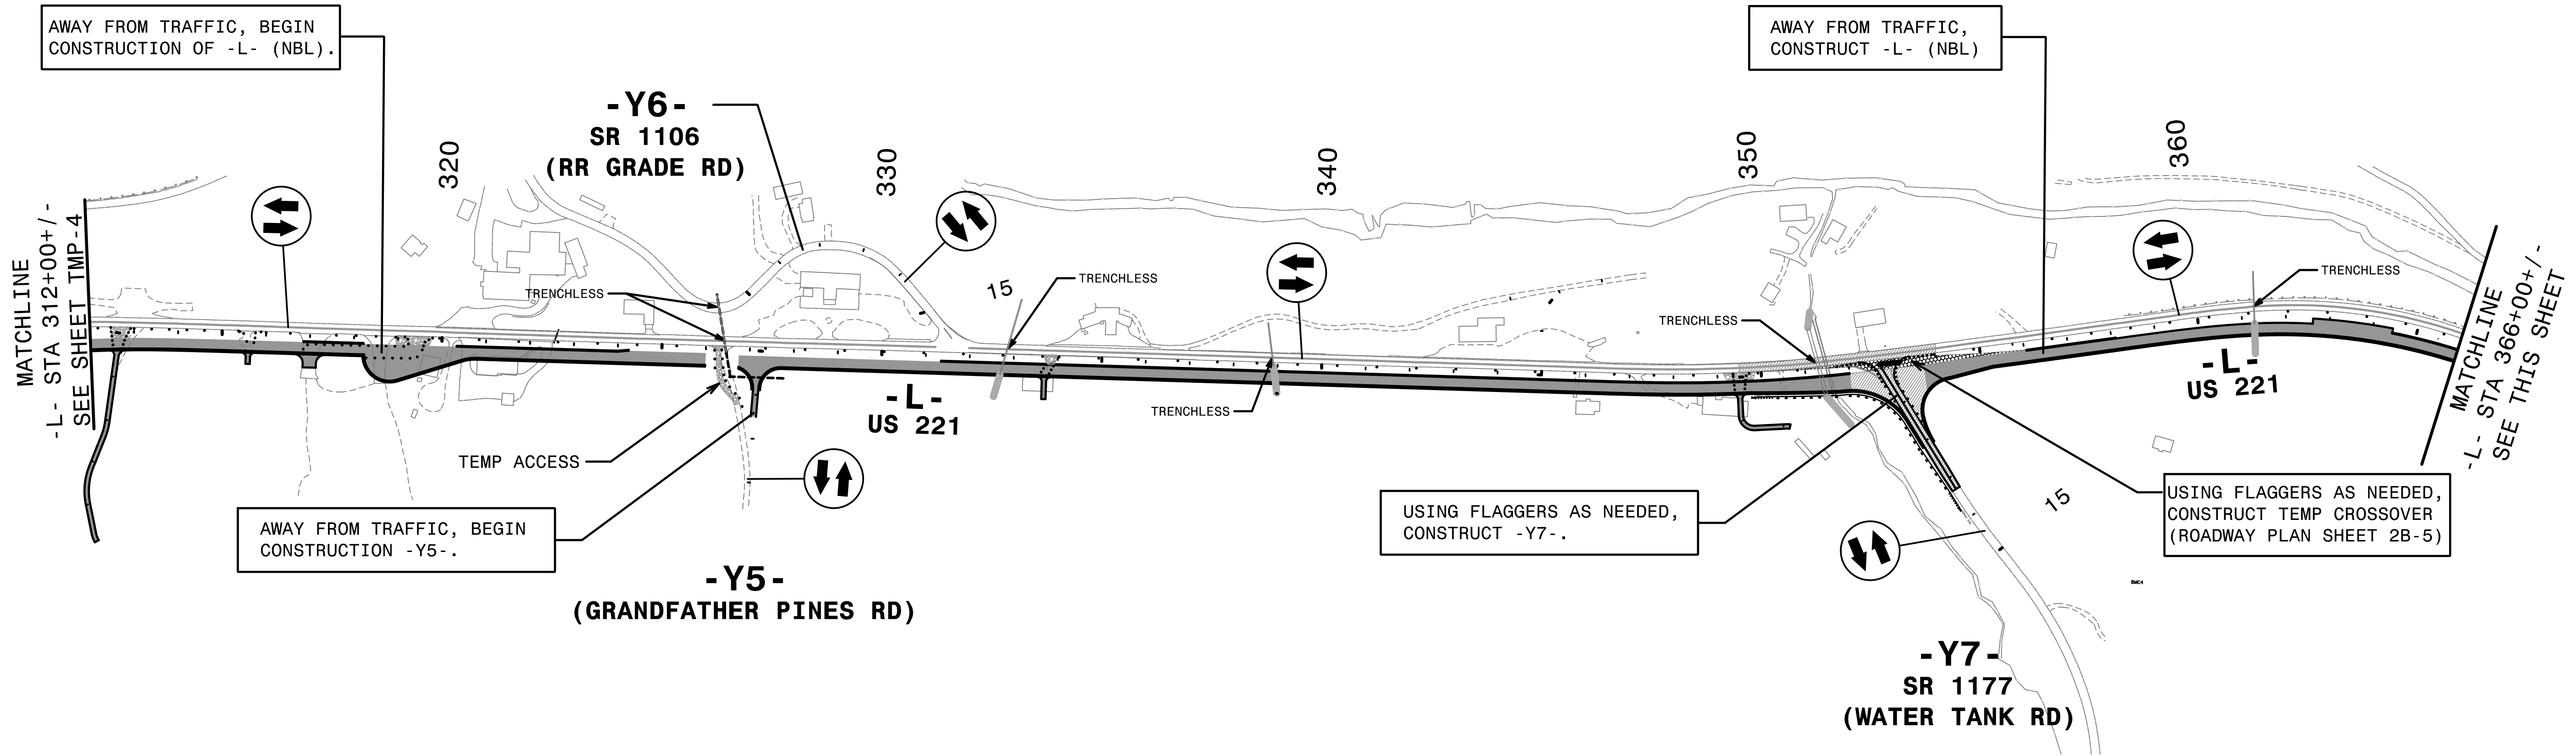 AWAY FROM TRAFFIC, BEGIN
CONSTRUCTION OF -L- (NBL).
AWAY FROM TRAFFIC,
CONSTRUCT -L- (NBL)
-Y6-
SR 1106
(RR GRADE RD)
320
330
340
350
360
MATCHLINE
-L- STA 312+00+/-
SEE SHEET TMP-4
TRENCHLESS
15
TRENCHLESS
TRENCHLESS
TRENCHLESS
TRENCHLESS
-L-
US 221
-L-
US 221
MATCHLINE
-L- STA 366+00+/-
SEE THIS SHEET
TEMP ACCESS
AWAY FROM TRAFFIC, BEGIN
CONSTRUCTION -Y5-.
USING FLAGGERS AS NEEDED,
CONSTRUCT -Y7-.
USING FLAGGERS AS NEEDED,
CONSTRUCT TEMP CROSSOVER
(ROADWAY PLAN SHEET 2B-5)
15
-Y5-
(GRANDFATHER PINES RD)
-Y7-
SR 1177
(WATER TANK RD)